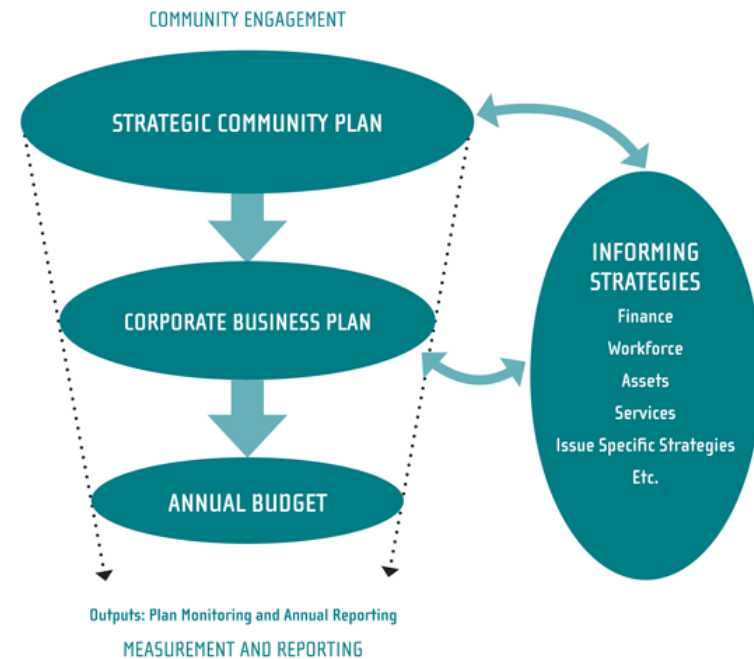 COMMUNITY ENGAGEMENT
STRATEGIC COMMUNITY PLAN
CORPORATE BUSINESS PLAN
ANNUAL BUDGET
INFORMING
STRATEGIES
Finance
Workforce
Assets
Services
Issue Specific Strategies
Etc.
Outputs: Plan Monitoring and Annual Reporting
MEASUREMENT AND REPORTING